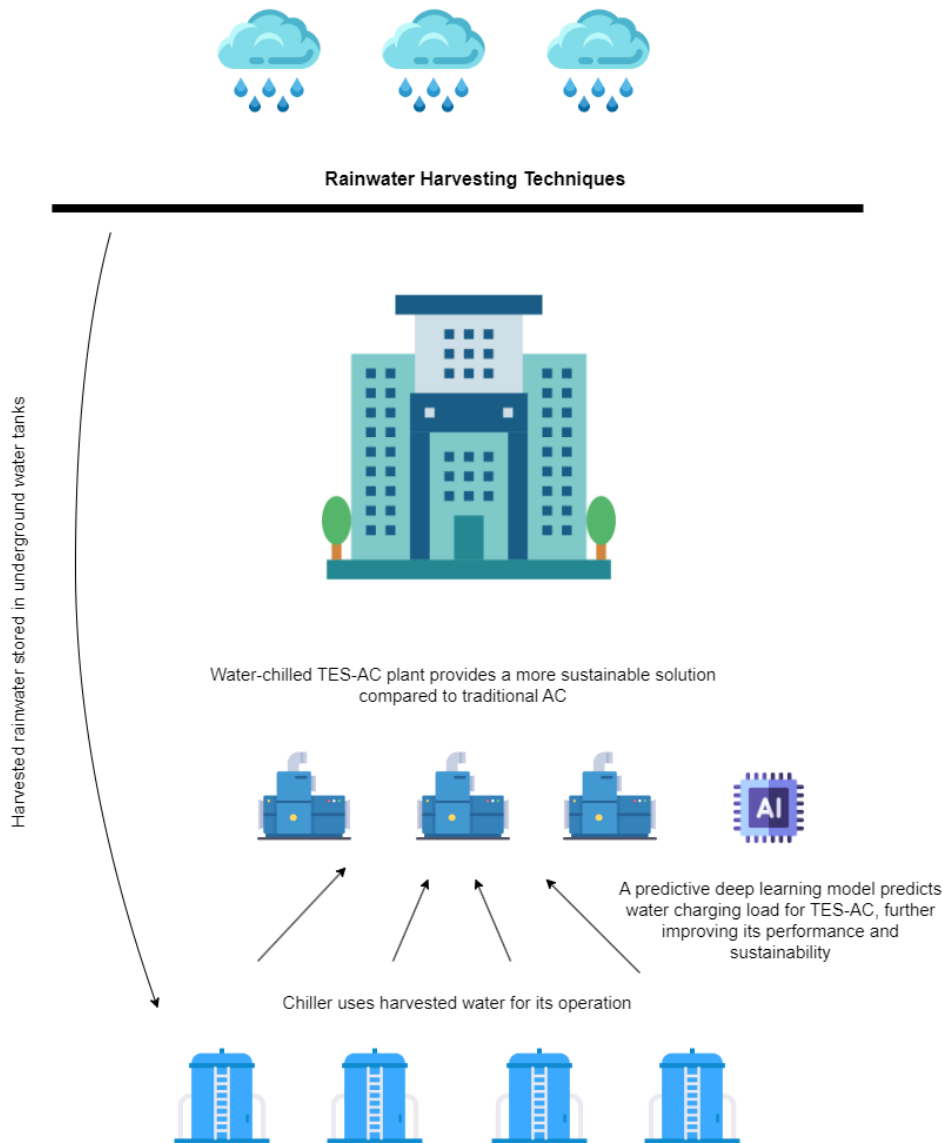 Rainwater Harvesting Techniques
Harvested rainwater stored in underground water tanks
Water-chilled TES-AC plant provides a more sustainable solution
compared to traditional AC
AI
A predictive deep learning model predicts
water charging load for TES-AC, further
improving its performance and
sustainability
Chiller uses harvested water for its operation